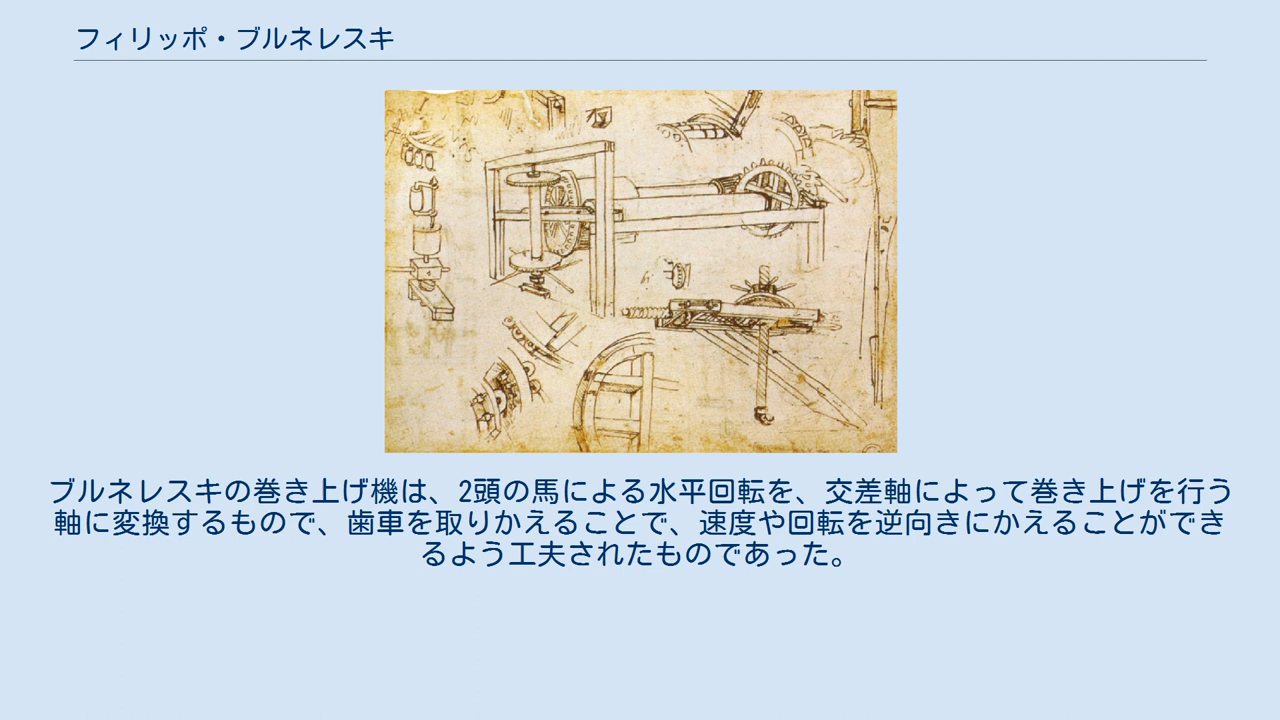 フィリッポ・ブルネレスキ
ブルネレスキの巻き上げ機は、2頭の馬による水平回転を、交差軸によって巻き上げを行う
軸に変換するもので、歯車を取りかえることで、速度や回転を逆向きにかえることができ
るよう工夫されたものであった。